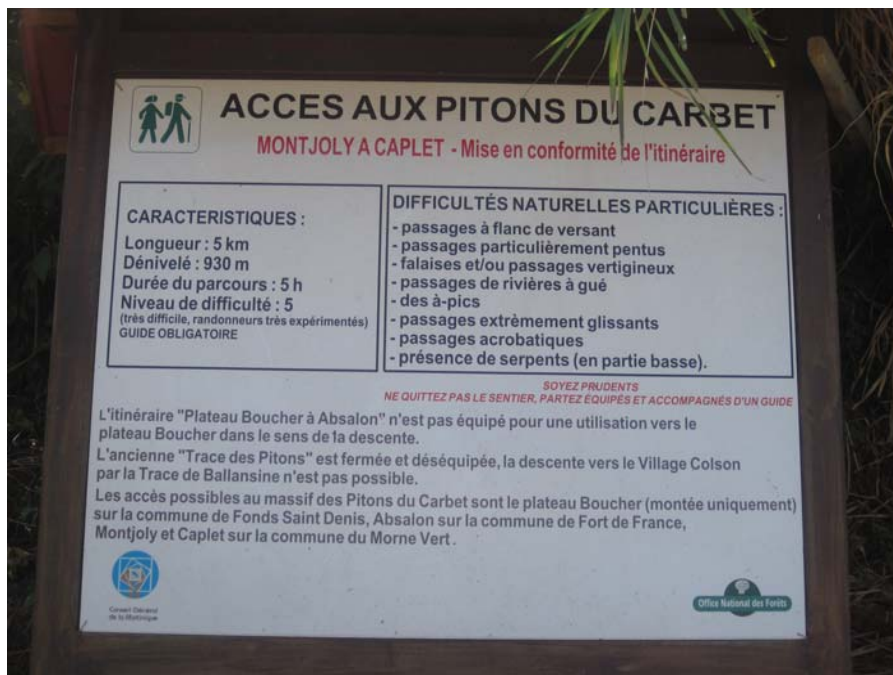 ACCES AUX PITONS DU CARBET
MONTJOLY A CAPLET - Mise en conformité de l'itinéraire
CARACTERISTIQUES :
Longueur : 5 km
Dénivelé : 930 m
Durée du parcours : 5 h
Niveau de difficulté : 5
(très difficile, randonneurs très expérimentés)
GUIDE OBLIGATOIRE
DIFFICULTÉS NATURELLES PARTICULIÈRES :
- passages à flanc de versant
- passages particulièrement pentus
- falaises et/ou passages vertigineux
- passages de rivières à gué
- des à-pics
- passages extrèmement glissants
- passages acrobatiques
- présence de serpents (en partie basse).
SOYEZ PRUDENTS
NE QUITTEZ PAS LE SENTIER, PARTEZ ÉQUIPÉS ET ACCOMPAGNÉS D'UN GUIDE
L'itinéraire "Plateau Boucher à Absalon" n'est pas équipé pour une utilisation vers le
plateau Boucher dans le sens de la descente.
L'ancienne "Trace des Pitons" est fermée et déséquipée, la descente vers le Village Colson
par la Trace de Ballansine n'est pas possible.
Les accès possibles au massif des Pitons du Carbet sont le plateau Boucher (montée uniquement)
sur la commune de Fonds Saint Denis, Absalon sur la commune de Fort de France,
Montjoly et Caplet sur la commune du Morne Vert.
Conseil Général
de la Martinique
Office National des Forêts